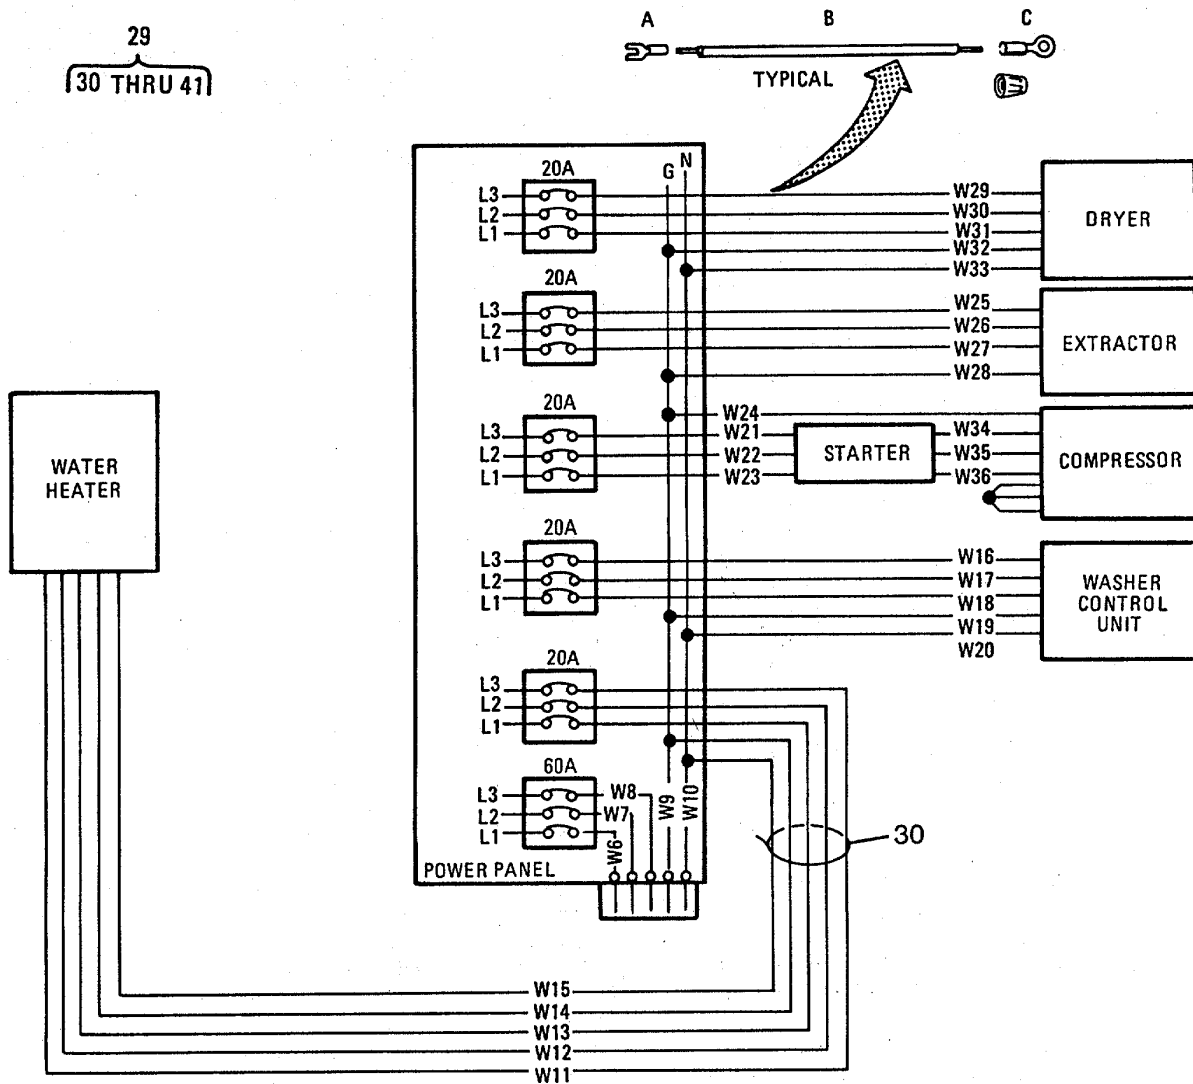 29
30 THRU 41
A B C
TYPICAL
G N
20A
L3
L2
L1
W29
W30
W31
W32
W33
DRYER
20A
L3
L2
L1
W25
W26
W27
W28
EXTRACTOR
20A
L3
L2
L1
W24
W21
W22
W23
STARTER
W34
W35
W36
COMPRESSOR
WATER
HEATER
20A
L3
L2
L1
W16
W17
W18
W19
W20
WASHER
CONTROL
UNIT
20A
L3
L2
L1
60A
L3
L2
L1
W8
W7
W6
W9
W10
30
POWER PANEL
W15
W14
W13
W12
W11